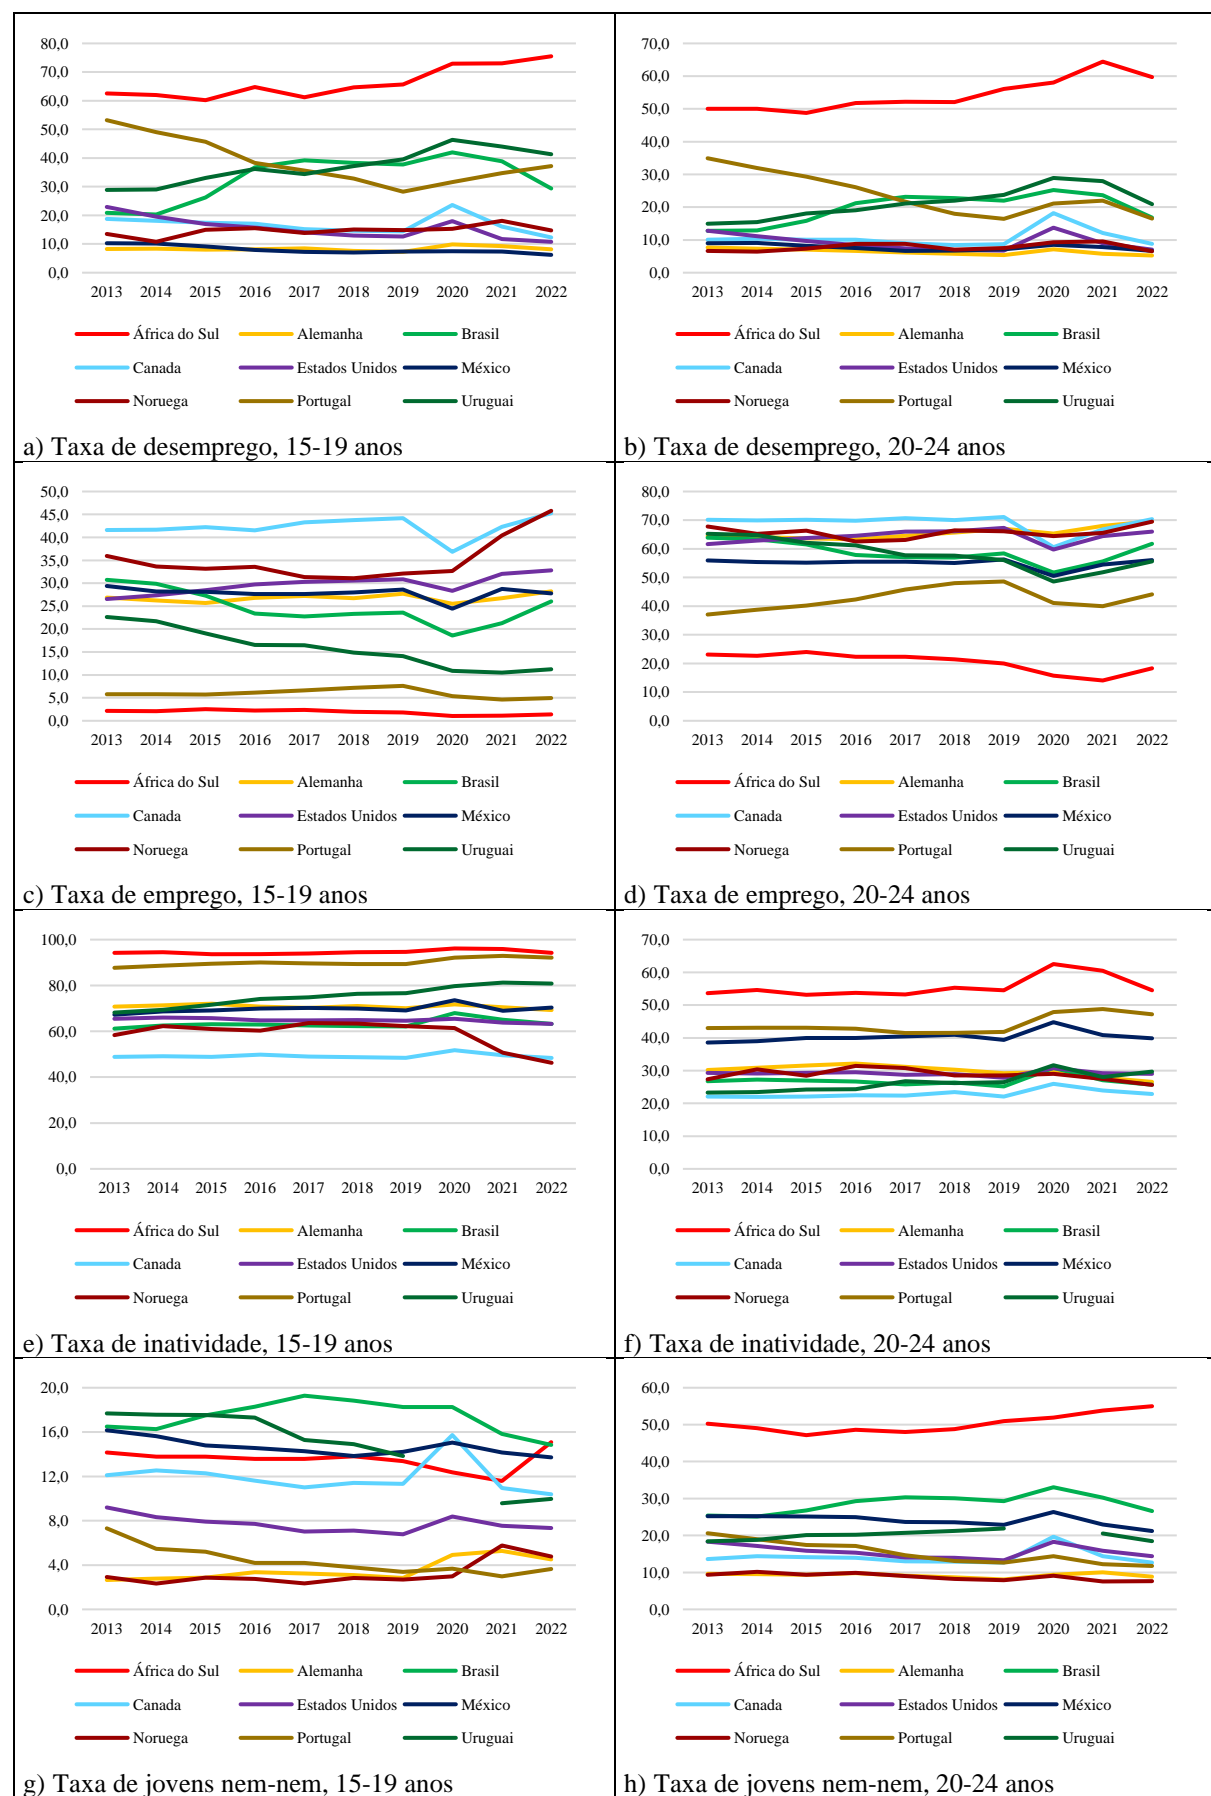 80,0
70,0
60,0
50,0
40,0
30,0
20,0
10,0
0,0
2013 2014 2015 2016 2017 2018 2019 2020 2021 2022
África do Sul Alemanha Brasil
Canada Estados Unidos México
Noruega Portugal Uruguai
a) Taxa de desemprego, 15-19 anos
70,0
60,0
50,0
40,0
30,0
20,0
10,0
0,0
2013 2014 2015 2016 2017 2018 2019 2020 2021 2022
África do Sul Alemanha Brasil
Canada Estados Unidos México
Noruega Portugal Uruguai
b) Taxa de desemprego, 20-24 anos
50,0
45,0
40,0
35,0
30,0
25,0
20,0
15,0
10,0
5,0
0,0
2013 2014 2015 2016 2017 2018 2019 2020 2021 2022
África do Sul Alemanha Brasil
Canada Estados Unidos México
Noruega Portugal Uruguai
c) Taxa de emprego, 15-19 anos
80,0
70,0
60,0
50,0
40,0
30,0
20,0
10,0
0,0
2013 2014 2015 2016 2017 2018 2019 2020 2021 2022
África do Sul Alemanha Brasil
Canada Estados Unidos México
Noruega Portugal Uruguai
d) Taxa de emprego, 20-24 anos
100,0
80,0
60,0
40,0
20,0
0,0
2013 2014 2015 2016 2017 2018 2019 2020 2021 2022
África do Sul Alemanha Brasil
Canada Estados Unidos México
Noruega Portugal Uruguai
e) Taxa de inatividade, 15-19 anos
70,0
60,0
50,0
40,0
30,0
20,0
10,0
0,0
2013 2014 2015 2016 2017 2018 2019 2020 2021 2022
África do Sul Alemanha Brasil
Canada Estados Unidos México
Noruega Portugal Uruguai
f) Taxa de inatividade, 20-24 anos
20,0
16,0
12,0
8,0
4,0
0,0
2013 2014 2015 2016 2017 2018 2019 2020 2021 2022
África do Sul Alemanha Brasil
Canada Estados Unidos México
Noruega Portugal Uruguai
g) Taxa de jovens nem-nem, 15-19 anos
60,0
50,0
40,0
30,0
20,0
10,0
0,0
2013 2014 2015 2016 2017 2018 2019 2020 2021 2022
África do Sul Alemanha Brasil
Canada Estados Unidos México
Noruega Portugal Uruguai
h) Taxa de jovens nem-nem, 20-24 anos